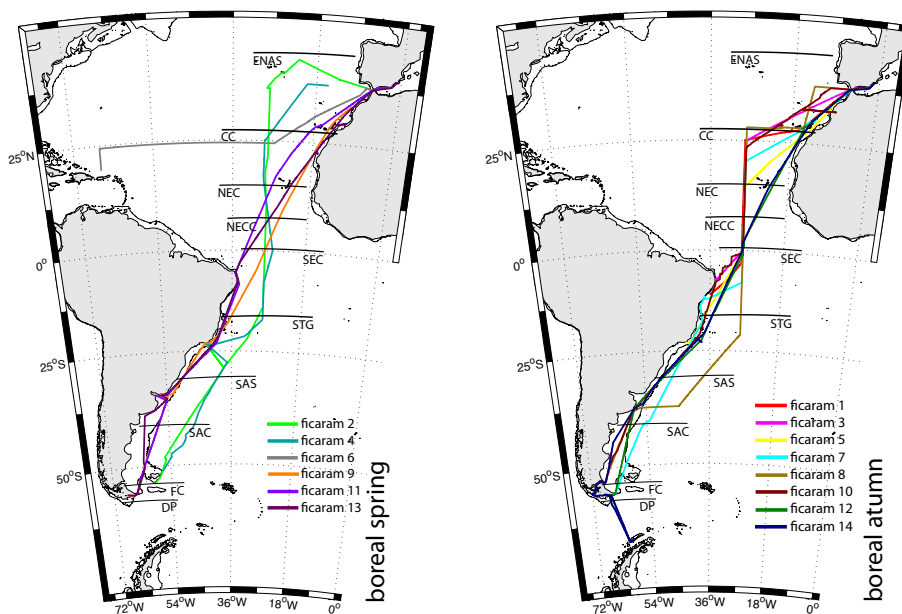 ENAS
CC
25°N
NEC
NECC
0°
SEC
STG
25°S
SAS
SAC
50°S
FC
DP
72°W
54°W
36°W
18°W
0°
ficaram 2
ficaram 4
ficaram 6
ficaram 9
ficaram 11
ficaram 13
boreal spring
ENAS
CC
25°N
NEC
NECC
0°
SEC
STG
25°S
SAS
SAC
50°S
FC
DP
72°W
54°W
36°W
18°W
0°
ficaram 1
ficaram 3
ficaram 5
ficaram 7
ficaram 8
ficaram 10
ficaram 12
ficaram 14
boreal atumn